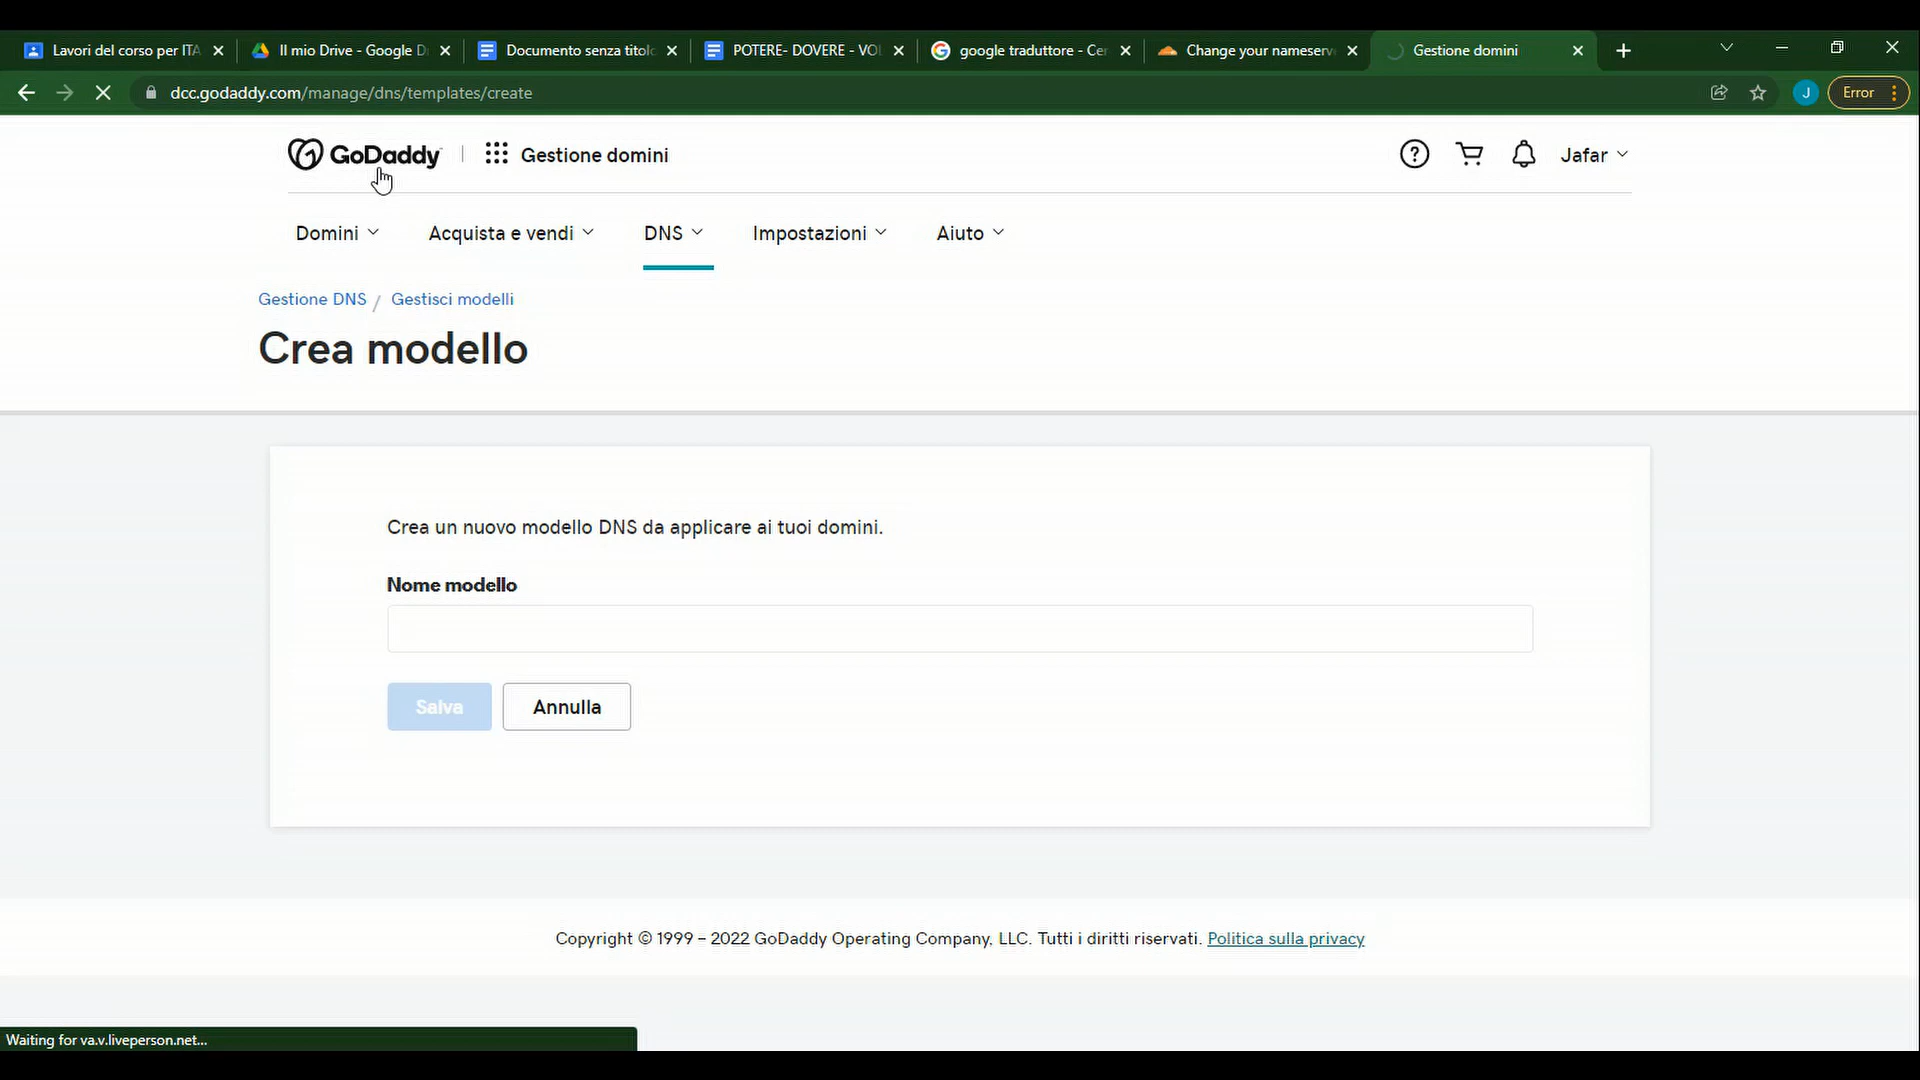 Lavori del corso per ITA
Il mio Drive - Google D
Documento senza titolo
POTERE- DOVERE - VOL
google traduttore - Cer
Change your nameserve
Gestione domini
dcc.godaddy.com/manage/dns/templates/create
J
Error
GoDaddy
Gestione domini
Jafar
Domini
Acquista e vendi
DNS
Impostazioni
Aiuto
Gestione DNS / Gestisci modelli
Crea modello
Crea un nuovo modello DNS da applicare ai tuoi domini.
Nome modello
Salva
Annulla
Copyright © 1999 – 2022 GoDaddy Operating Company, LLC. Tutti i diritti riservati. Politica sulla privacy
Waiting for va.v.liveperson.net...